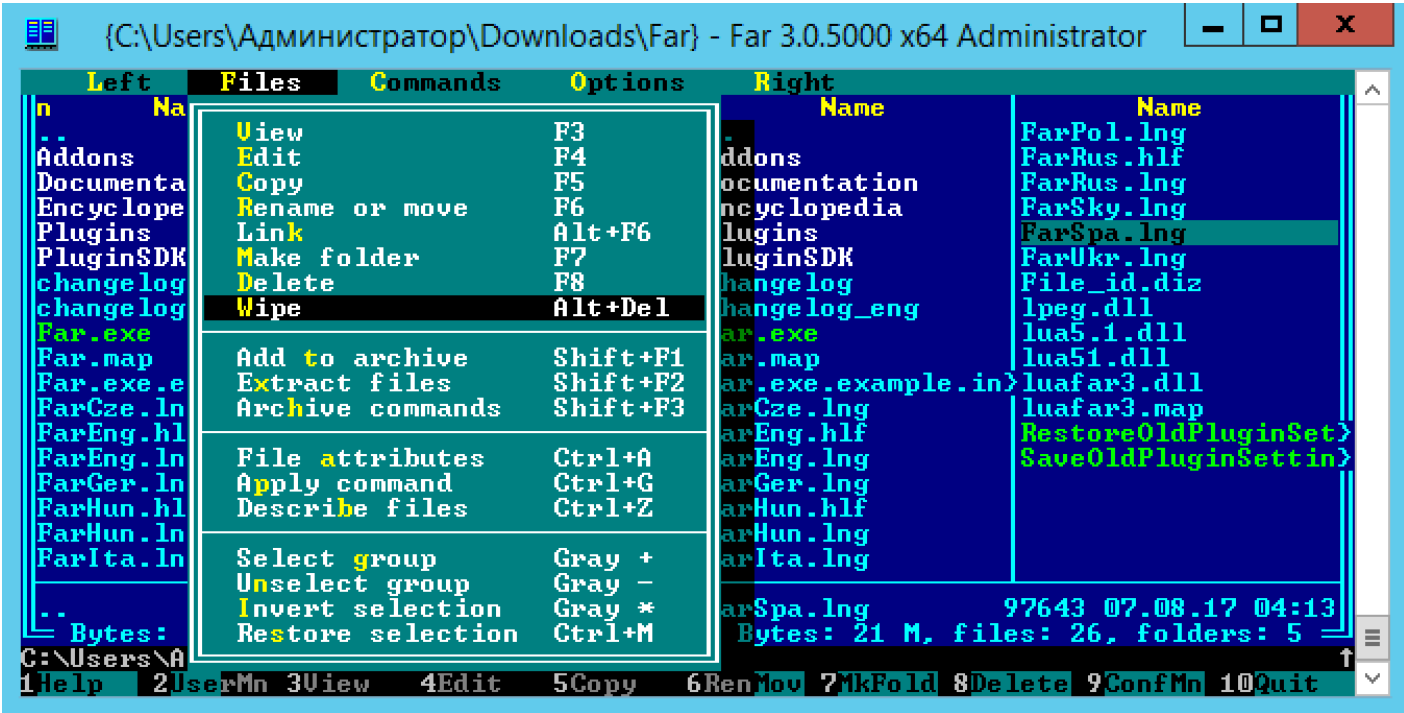 {C:\Users\Администратор\Downloads\Far} - Far 3.0.5000 x64 Administrator
Left Files Commands Options Right
n Na Name Name
.. View F3 . FarPol.lng
Addons Edit F4 ddons FarRus.hlf
Documenta Copy F5 ocumentation FarRus.lng
Encyclope Rename or move F6 ncyclopedia FarSky.lng
Plugins Link Alt+F6 lugins FarSpa.lng
PluginSDK Make folder F7 luginSDK FarUkr.lng
changelog Delete F8 hangelog File_id.diz
changelog Wipe Alt+Del hangelog_eng lpeg.dll
Far.exe ar.exe lua5.1.dll
Far.map Add to archive Shift+F1 ar.map lua51.dll
Far.exe.e Extract files Shift+F2 ar.exe.example.in} luafar3.dll
FarCze.ln Archive commands Shift+F3 arCze.lng luafar3.map
FarEng.hl arEng.hlf RestoreOldPluginSet}
FarEng.ln File attributes Ctrl+A arEng.lng SaveOldPluginSettin}
FarGer.ln Apply command Ctrl+G arGer.lng
FarHun.hl Describe files Ctrl+Z arHun.hlf
FarHun.ln arHun.lng
FarIta.ln Select group Gray + arIta.lng
Unselect group Gray -
.. Invert selection Gray * arSpa.lng 97643 07.08.17 04:13
Bytes: Restore selection Ctrl+M Bytes: 21 M, files: 26, folders: 5
C:\Users\A
1Help 2UserMn 3View 4Edit 5Copy 6RenMov 7MkFold 8Delete 9ConfMn 10Quit